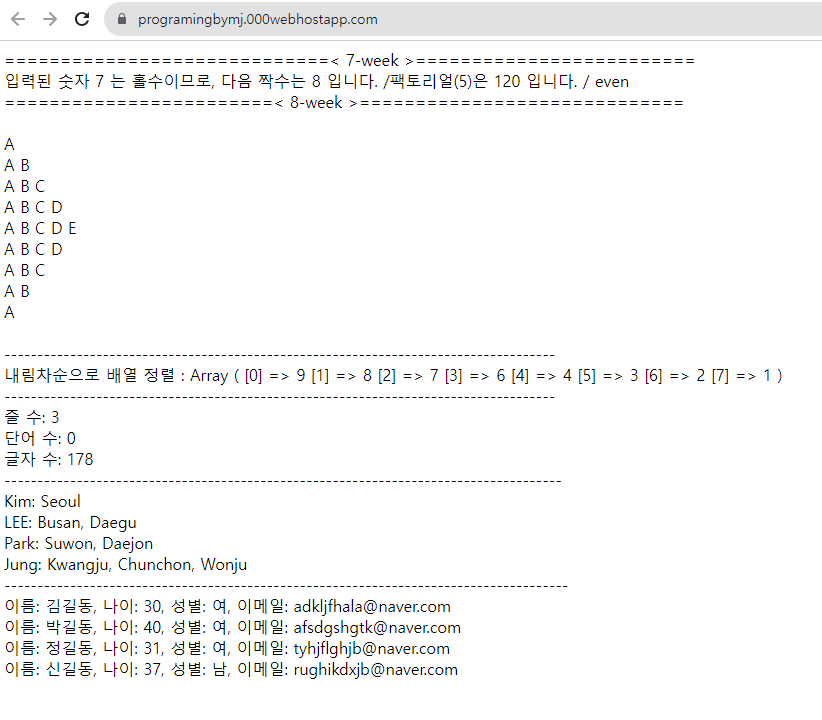 programingbymj.000webhostapp.com
=============================< 7-week >=========================
입력된 숫자 7 는 홀수이므로, 다음 짝수는 8 입니다. /팩토리얼(5)은 120 입니다. / even
========================< 8-week >=============================
A
A B
A B C
A B C D
A B C D E
A B C D
A B C
A B
A
------------------------------------------------------------------------------------
내림차순으로 배열 정렬 : Array ( [0] => 9 [1] => 8 [2] => 7 [3] => 6 [4] => 4 [5] => 3 [6] => 2 [7] => 1 )
------------------------------------------------------------------------------------
줄 수: 3
단어 수: 0
글자 수: 178
-------------------------------------------------------------------------------------
Kim: Seoul
LEE: Busan, Daegu
Park: Suwon, Daejon
Jung: Kwangju, Chunchon, Wonju
--------------------------------------------------------------------------------------
이름: 김길동, 나이: 30, 성별: 여, 이메일: adkljfhala@naver.com
이름: 박길동, 나이: 40, 성별: 여, 이메일: afsdgshgtk@naver.com
이름: 정길동, 나이: 31, 성별: 여, 이메일: tyhjflghjb@naver.com
이름: 신길동, 나이: 37, 성별: 남, 이메일: rughikdxjb@naver.com